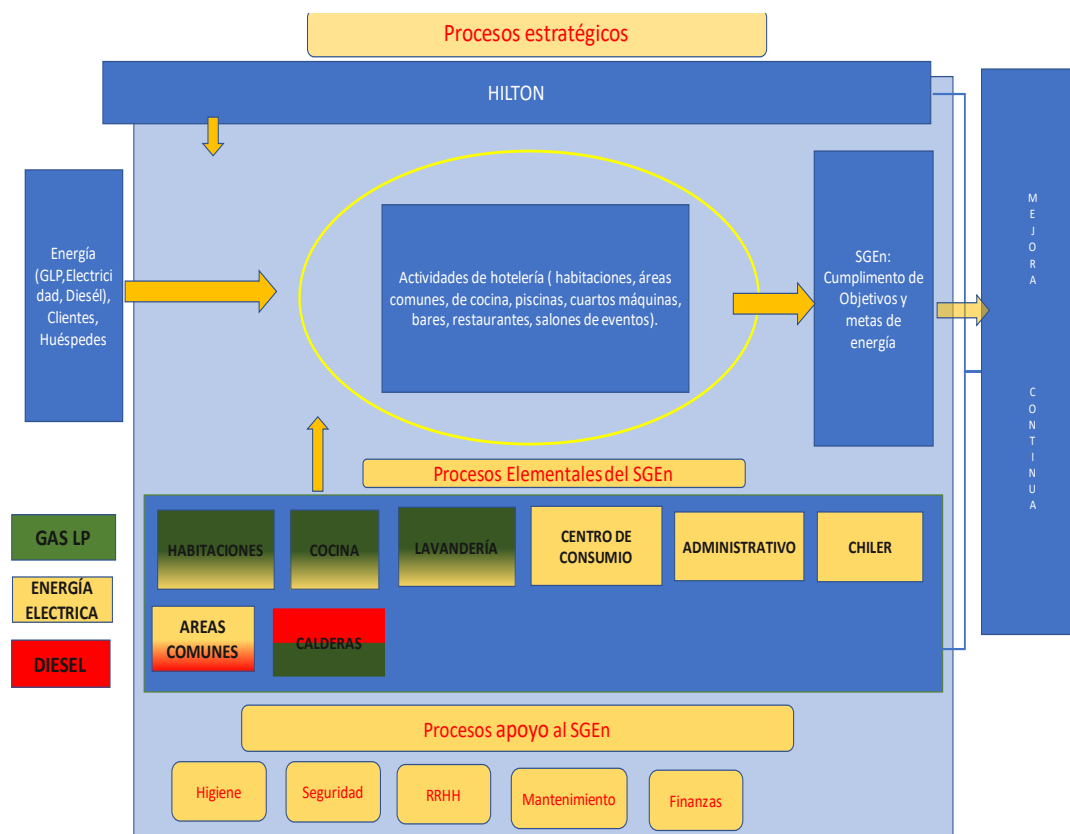 Procesos estratégicos
HILTON
Energía
(GLP,Electrici
dad, Diesél),
Clientes,
Huéspedes
Actividades de hotelería ( habitaciones, áreas
comunes, de cocina, piscinas, cuartos máquinas,
bares, restaurantes, salones de eventos).
SGEn:
Cumplimento de
Objetivos y
metas de
energía
M
E
J
O
R
A
C
O
N
T
I
N
U
A
Procesos Elementales del SGEn
GAS LP
ENERGÍA
ELECTRICA
DIESEL
HABITACIONES
COCINA
LAVANDERÍA
CENTRO DE
CONSUMIO
ADMINISTRATIVO
CHILER
AREAS
COMUNES
CALDERAS
Procesos apoyo al SGEn
Higiene
Seguridad
RRHH
Mantenimiento
Finanzas